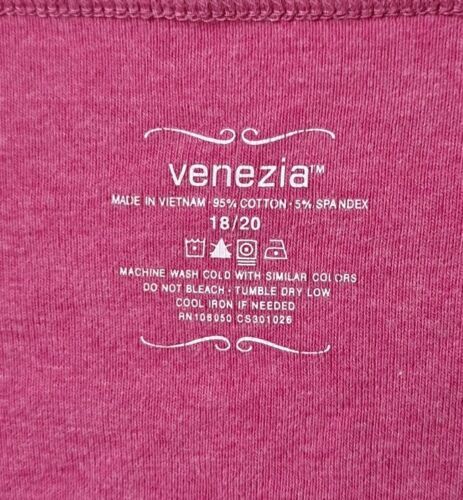 venezia™
MADE IN VIETNAM · 95% COTTON · 5% SPANDEX
18/20
MACHINE WASH COLD WITH SIMILAR COLORS
DO NOT BLEACH · TUMBLE DRY LOW
COOL IRON IF NEEDED
RN106050 CS301026